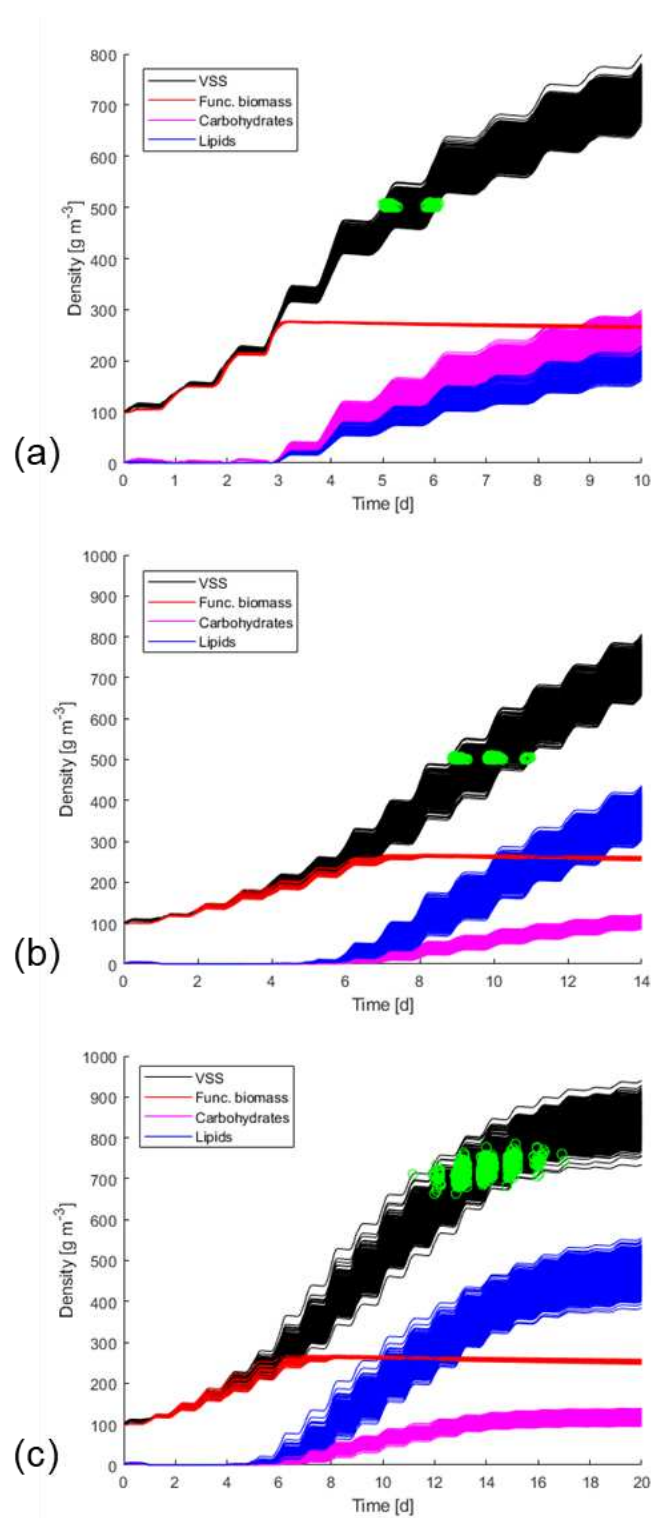 800
700
600
500
400
300
200
100
0
Density [g m-3]
VSS
Func. biomass
Carbohydrates
Lipids
(a)
0 1 2 3 4 5 6 7 8 9 10
Time [d]
1000
900
800
700
600
500
400
300
200
100
0
Density [g m-3]
VSS
Func. biomass
Carbohydrates
Lipids
(b)
0 2 4 6 8 10 12 14
Time [d]
1000
900
800
700
600
500
400
300
200
100
0
Density [g m-3]
VSS
Func. biomass
Carbohydrates
Lipids
(c)
0 2 4 6 8 10 12 14 16 18 20
Time [d]